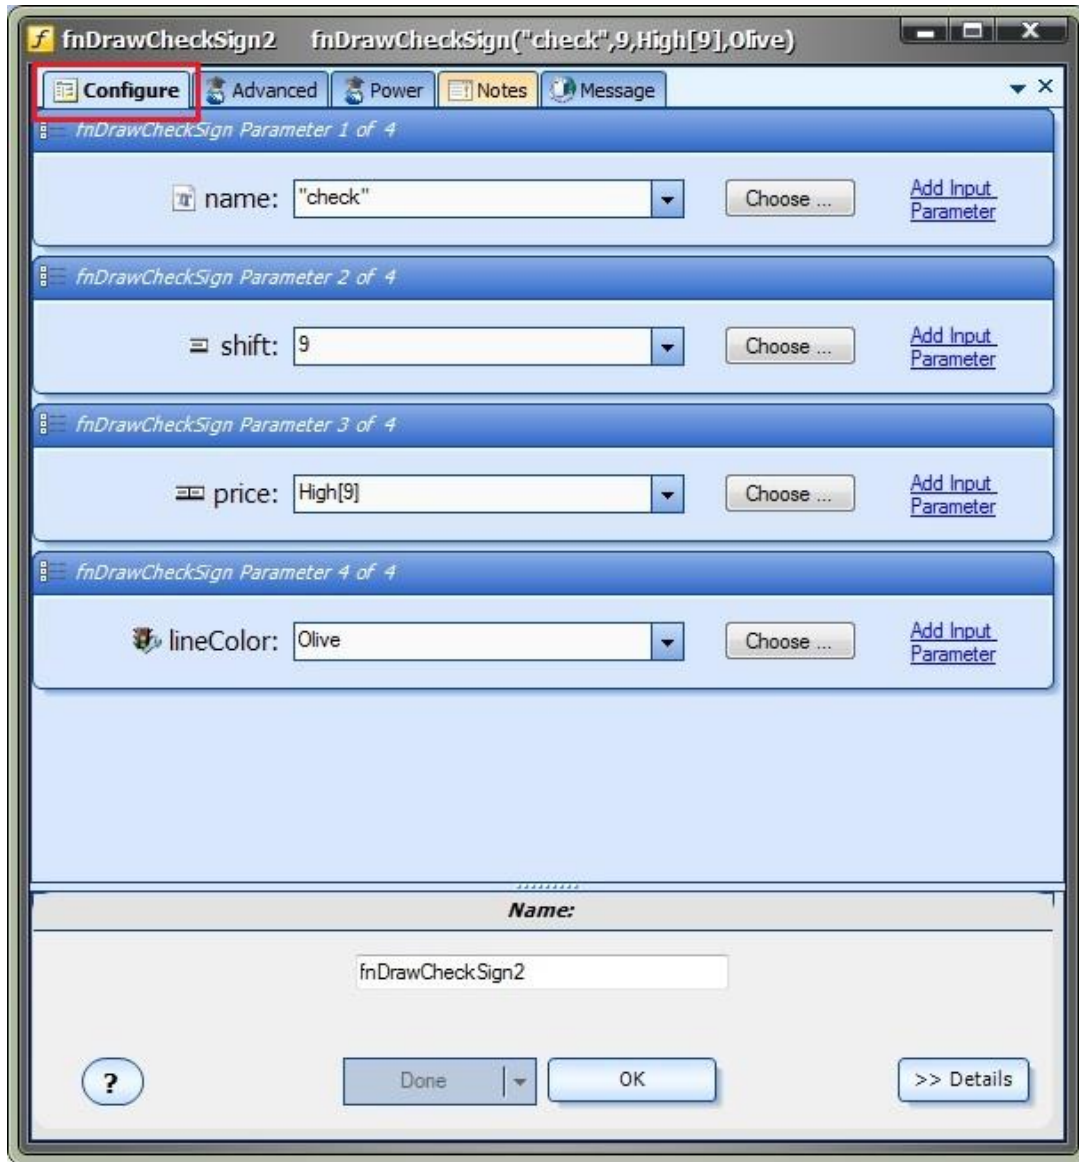 fnDrawCheckSign2 fnDrawCheckSign("check",9,High[9],Olive)
Configure Advanced Power Notes Message
fnDrawCheckSign Parameter 1 of 4
name: "check" Choose ... Add Input
Parameter
fnDrawCheckSign Parameter 2 of 4
shift: 9 Choose ... Add Input
Parameter
fnDrawCheckSign Parameter 3 of 4
price: High[9] Choose ... Add Input
Parameter
fnDrawCheckSign Parameter 4 of 4
lineColor: Olive Choose ... Add Input
Parameter
Name:
fnDrawCheckSign2
? Done OK >> Details